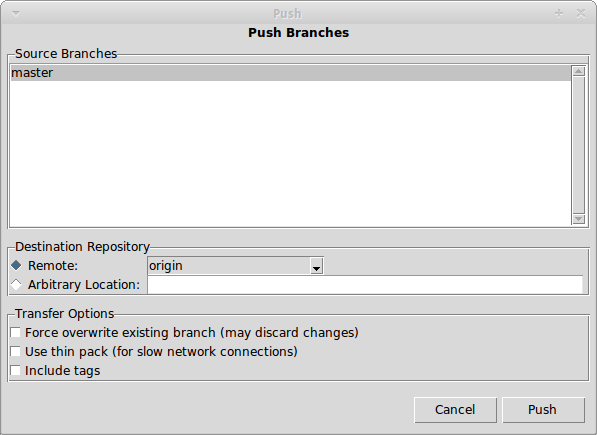 Push
Push Branches
Source Branches
master
Destination Repository
Remote: origin
Arbitrary Location:
Transfer Options
Force overwrite existing branch (may discard changes)
Use thin pack (for slow network connections)
Include tags
Cancel Push